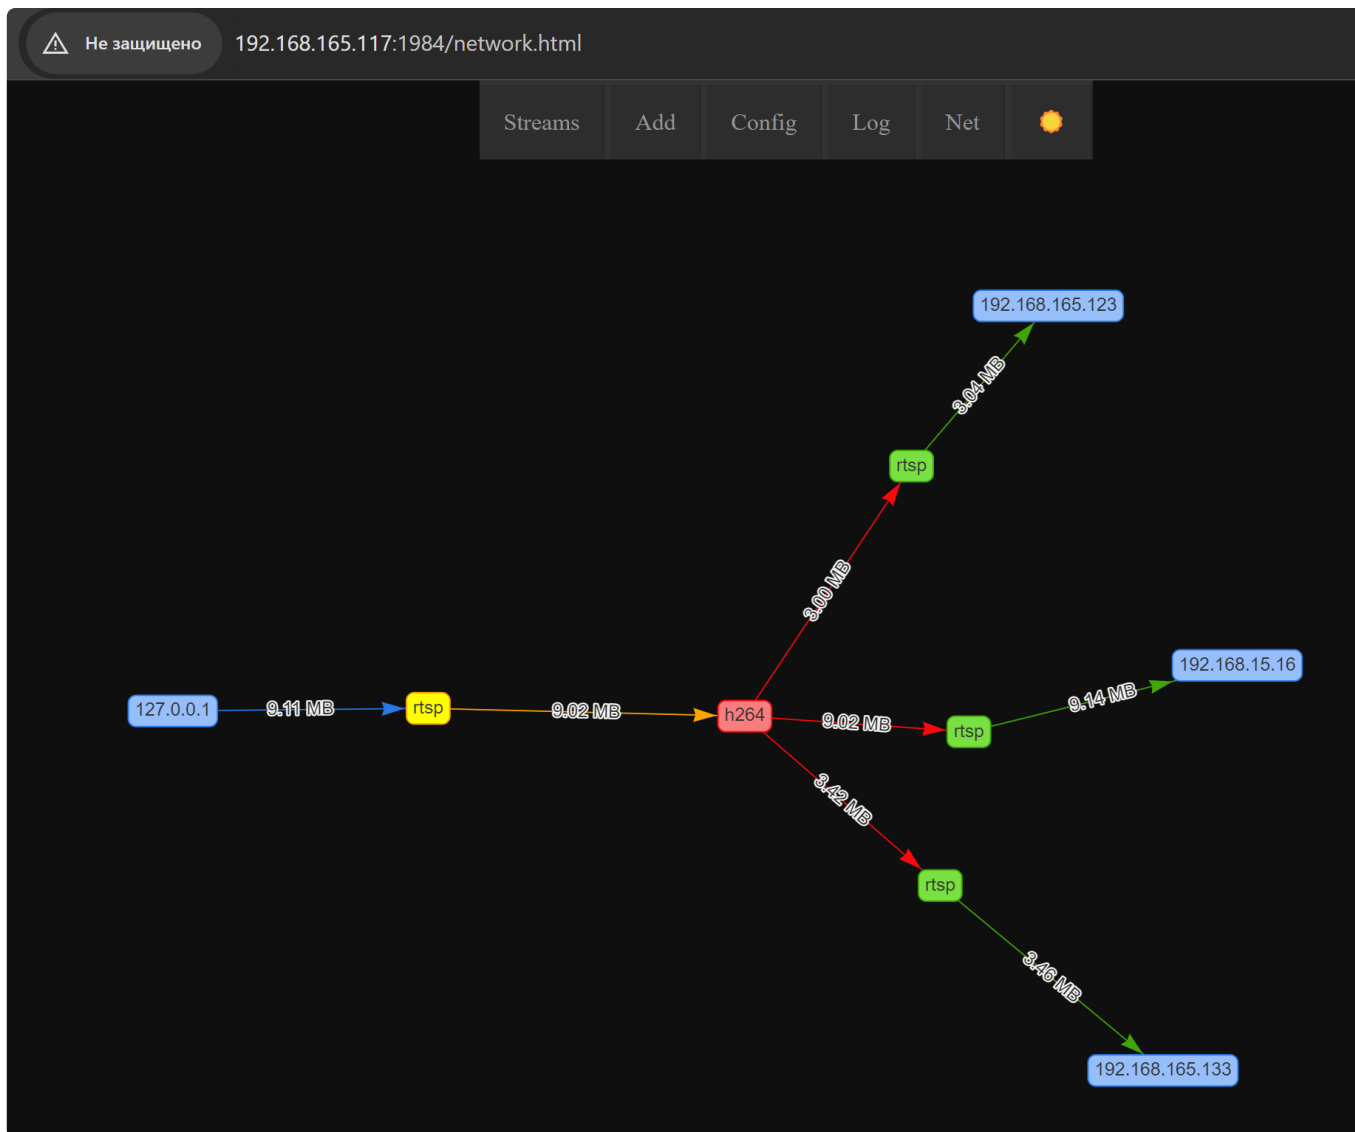 Не защищено 192.168.165.117:1984/network.html
Streams Add Config Log Net
192.168.165.123
3.04 MB
rtsp
3.00 MB
192.168.15.16
9.14 MB
127.0.0.1 9.11 MB rtsp 9.02 MB h264 9.02 MB rtsp
3.42 MB
rtsp
3.46 MB
192.168.165.133